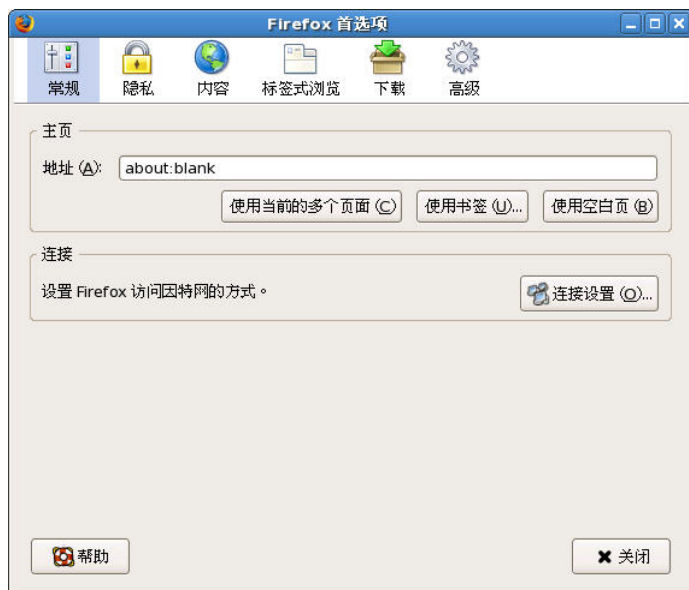 Firefox 首选项
常规 隐私 内容 标签式浏览 下载 高级
主页
地址 (A): about:blank
使用当前的多个页面 (C) 使用书签 (U)... 使用空白页 (B)
连接
设置 Firefox 访问因特网的方式。 连接设置 (O)...
帮助 关闭